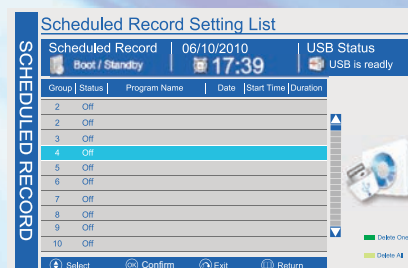 Scheduled Record Setting List
SCHEDULED RECORD
Scheduled Record
Boot / Standby
06/10/2010
17:39
USB Status
USB is readly
Group Status Program Name Date Start Time Duration
2 Off
2 Off
3 Off
4 Off
5 Off
6 Off
7 Off
8 Off
9 Off
10 Off
Delete One
Delete All
Select OK Confirm Exit Return